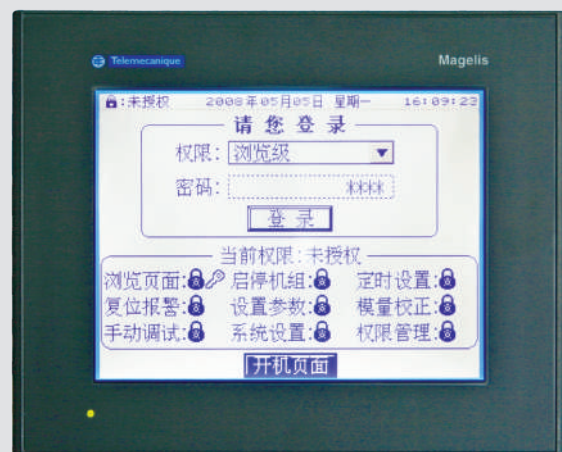 Telemecanique
Magelis
:未授权 2008年05月05日 星期一 16:09:23
请您登录
权限: 浏览级
密码: ****
登录
当前权限:未授权
浏览页面: 启停机组: 定时设置:
复位报警: 设置参数: 模量校正:
手动调试: 系统设置: 权限管理:
开机页面